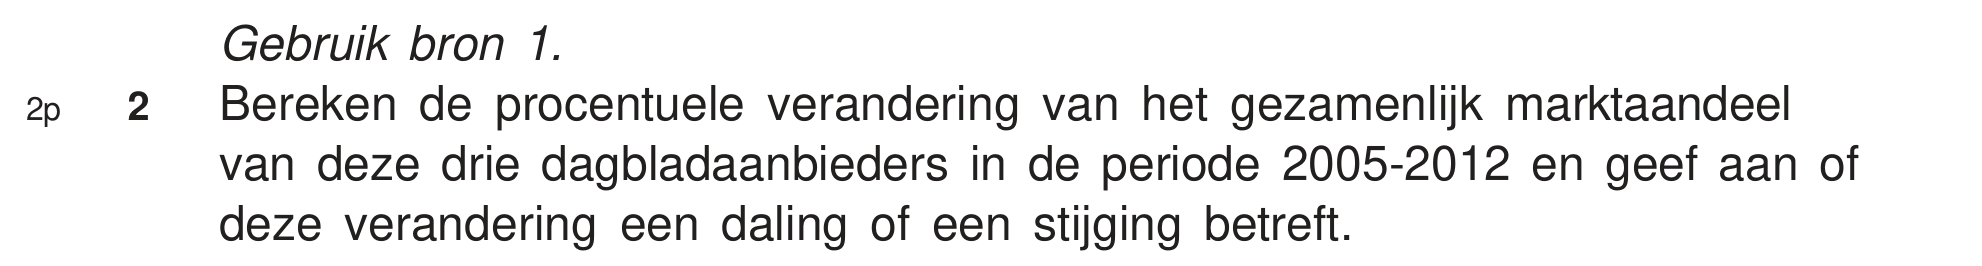 Gebruik bron 1.
2p 2 Bereken de procentuele verandering van het gezamenlijk marktaandeel
van deze drie dagbladaanbieders in de periode 2005-2012 en geef aan of
deze verandering een daling of een stijging betreft.